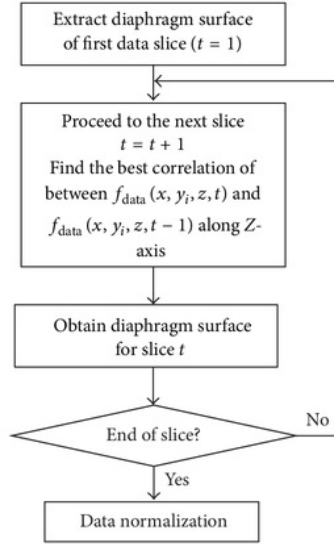 Extract diaphragm surface
of first data slice (t = 1)
Proceed to the next slice
t = t + 1
Find the best correlation of
between f_data (x, y_i, z, t) and
f_data (x, y_i, z, t − 1) along Z-
axis
Obtain diaphragm surface
for slice t
End of slice?
No
Yes
Data normalization